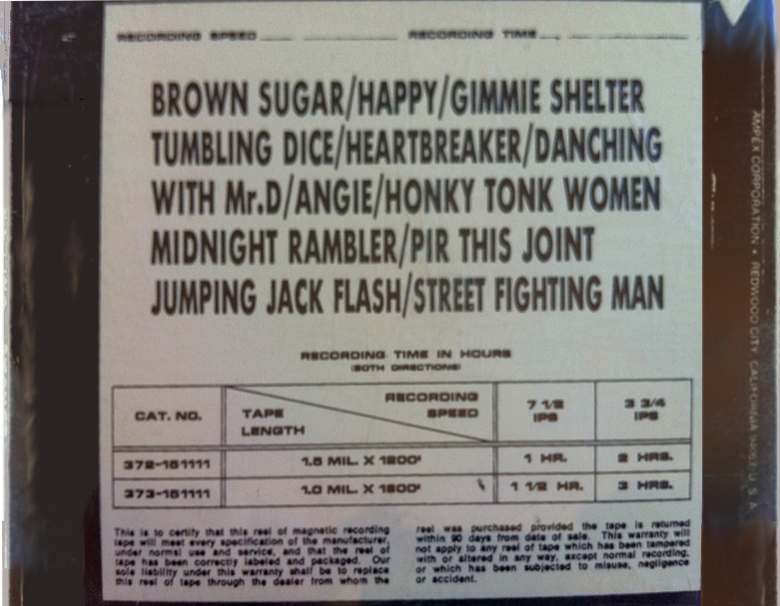 RECORDING SPEED RECORDING TIME
BROWN SUGAR/HAPPY/GIMMIE SHELTER
TUMBLING DICE/HEARTBREAKER/DANCHING
WITH Mr.D/ANGIE/HONKY TONK WOMEN
MIDNIGHT RAMBLER/PIR THIS JOINT
JUMPING JACK FLASH/STREET FIGHTING MAN
RECORDING TIME IN HOURS
(BOTH DIRECTIONS)
CAT. NO. TAPE LENGTH RECORDING SPEED 7 1/2 IPS 3 3/4 IPS
372-151111 1.5 MIL. X 1200' 1 HR. 2 HRS.
373-151111 1.0 MIL. X 1800' 1 1/2 HR. 3 HRS.
This is to certify that this reel of magnetic recording
tape will meet every specification of the manufacturer,
under normal use and service, and that the reel of
tape has been correctly labeled and packaged. Our
sole liability under this warranty shall be to replace
this reel of tape through the dealer from whom the
reel was purchased provided the tape is returned
within 90 days from date of sale. This warranty will
not apply to any reel of tape which has been tampered
with or altered in any way, except normal recording,
or which has been subjected to misuse, negligence
or accident.
AMPEX CORPORATION • REDWOOD CITY, CALIFORNIA U. S. A.